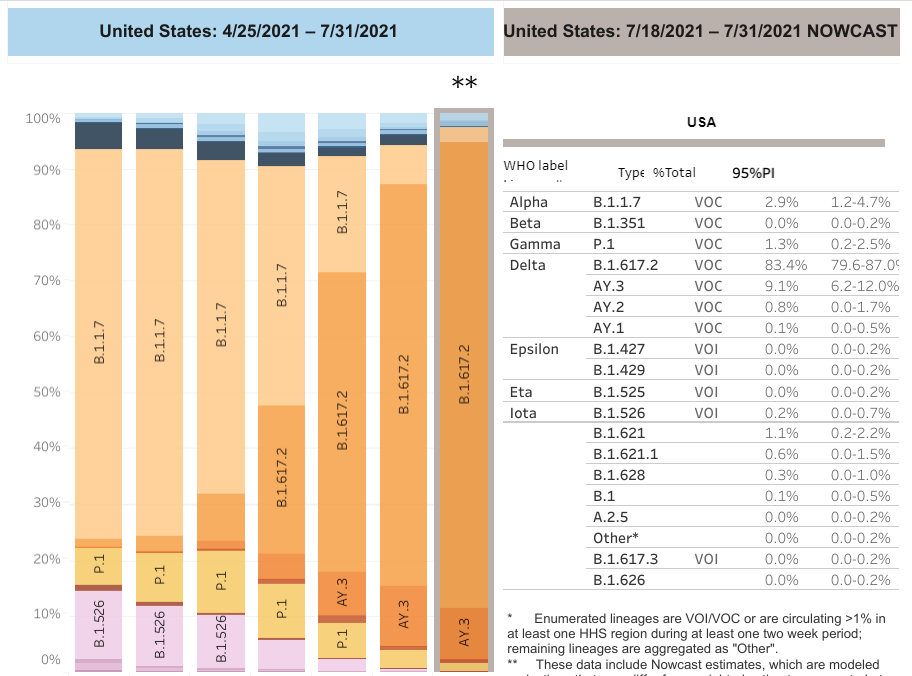 United States: 4/25/2021 – 7/31/2021
United States: 7/18/2021 – 7/31/2021 NOWCAST
**
100%
90%
80%
70%
60%
50%
40%
30%
20%
10%
0%
B.1.1.7
P.1
B.1.526
B.1.1.7
P.1
B.1.526
B.1.1.7
P.1
B.1.526
B.1.1.7
B.1.617.2
P.1
B.1.1.7
B.1.617.2
AY.3
P.1
B.1.617.2
AY.3
B.1.617.2
AY.3
USA
WHO label Type %Total 95%PI
Alpha B.1.1.7 VOC 2.9% 1.2-4.7%
Beta B.1.351 VOC 0.0% 0.0-0.2%
Gamma P.1 VOC 1.3% 0.2-2.5%
Delta B.1.617.2 VOC 83.4% 79.6-87.0%
AY.3 VOC 9.1% 6.2-12.0%
AY.2 VOC 0.8% 0.0-1.7%
AY.1 VOC 0.1% 0.0-0.5%
Epsilon B.1.427 VOI 0.0% 0.0-0.2%
B.1.429 VOI 0.0% 0.0-0.2%
Eta B.1.525 VOI 0.0% 0.0-0.2%
Iota B.1.526 VOI 0.2% 0.0-0.7%
B.1.621 1.1% 0.2-2.2%
B.1.621.1 0.6% 0.0-1.5%
B.1.628 0.3% 0.0-1.0%
B.1 0.1% 0.0-0.5%
A.2.5 0.0% 0.0-0.2%
Other* 0.0% 0.0-0.2%
B.1.617.3 VOI 0.0% 0.0-0.2%
B.1.626 0.0% 0.0-0.2%
* Enumerated lineages are VOI/VOC or are circulating >1% in
at least one HHS region during at least one two week period;
remaining lineages are aggregated as "Other".
** These data include Nowcast estimates, which are modeled